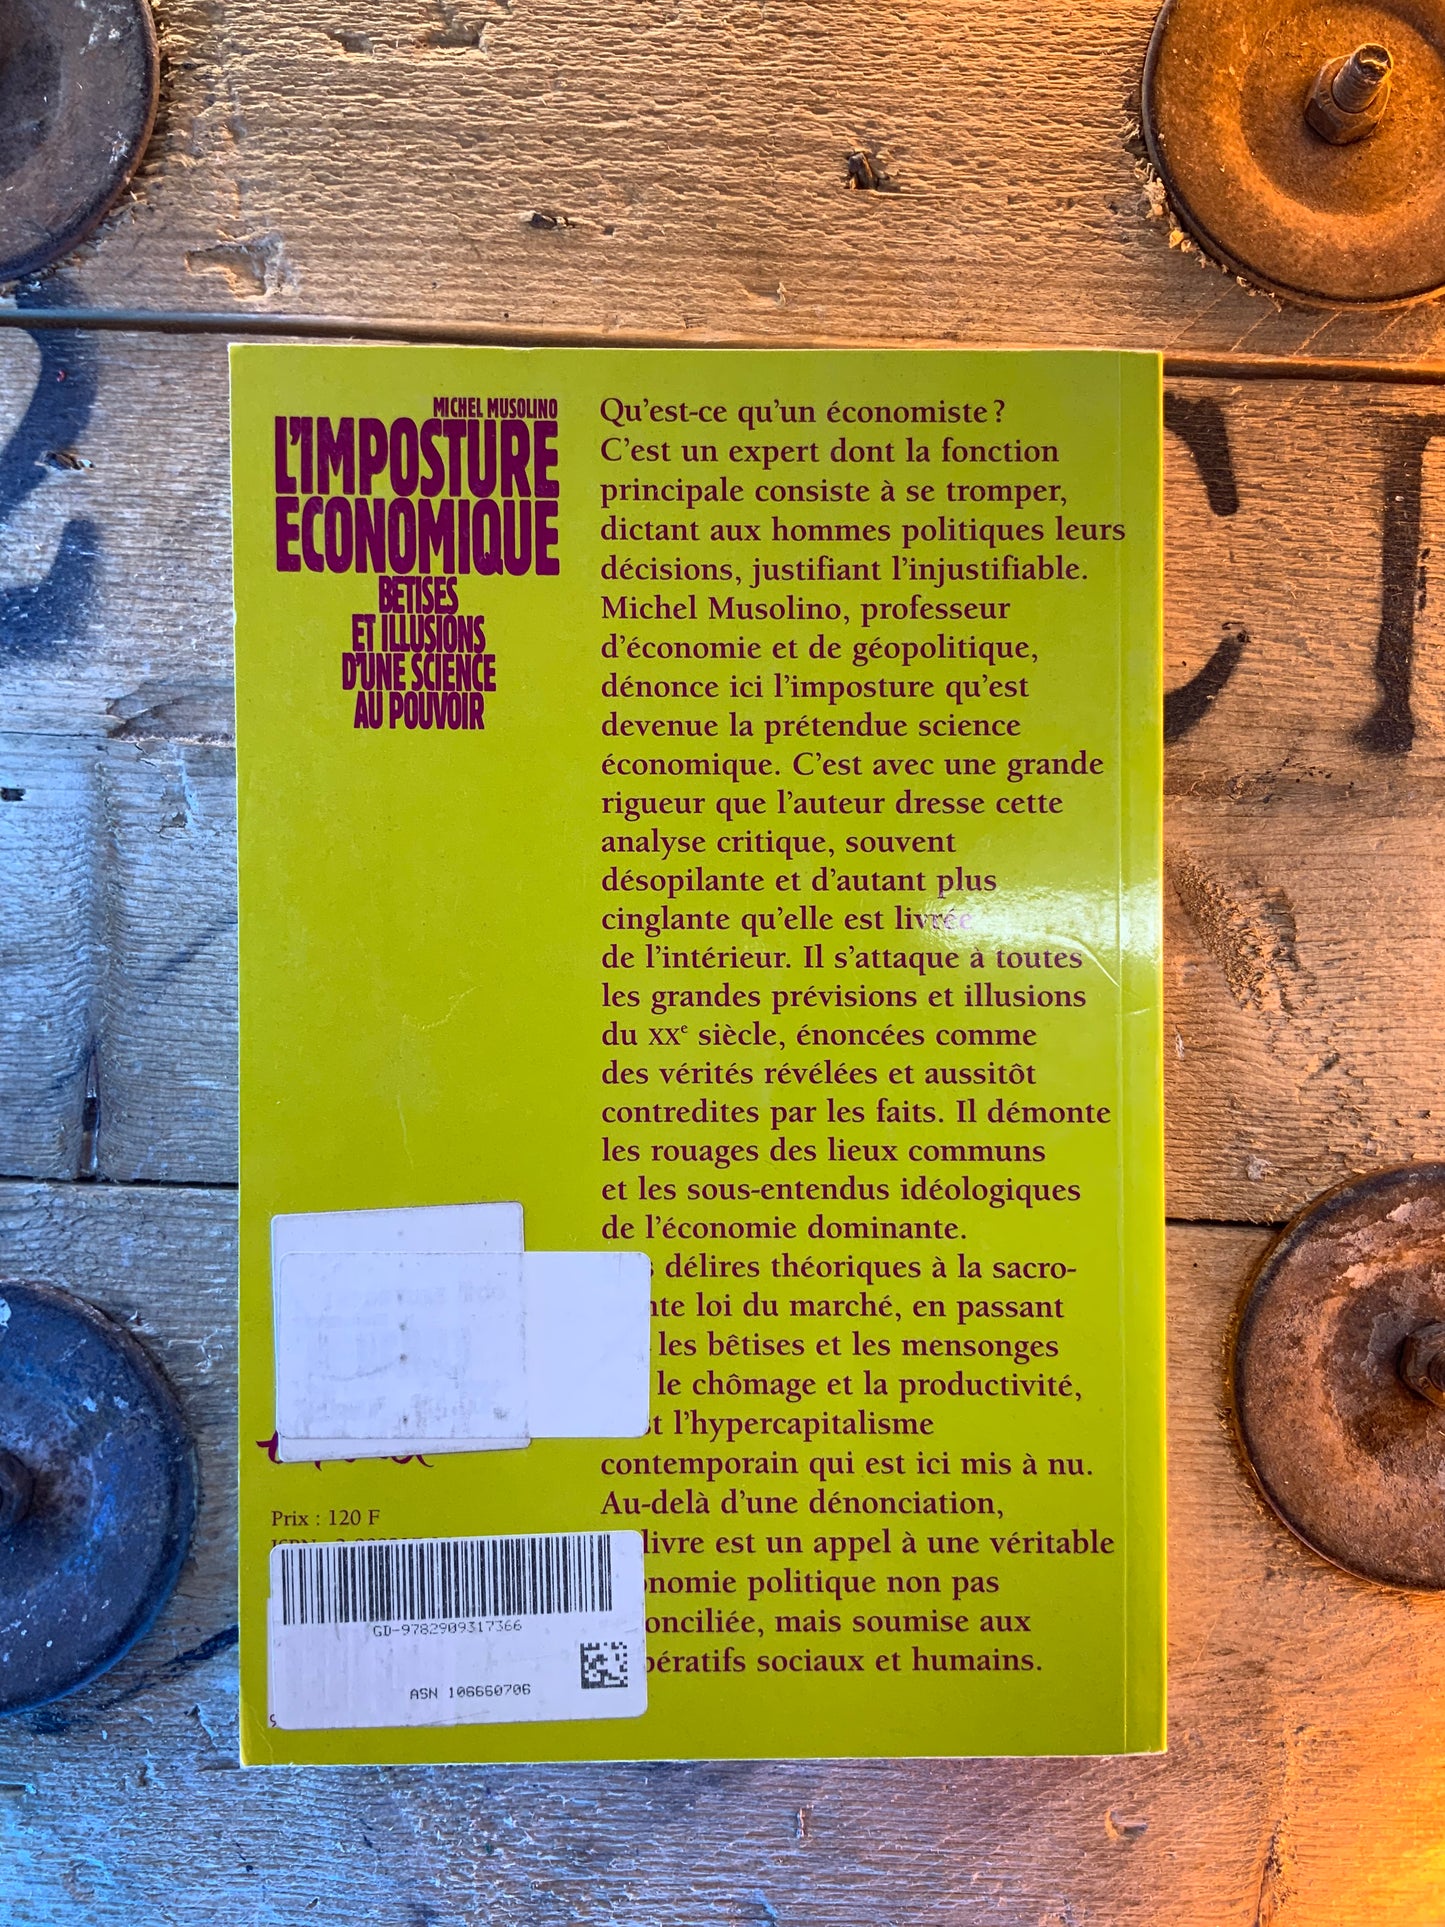 MICHEL MUSOLINO
L'IMPOSTURE
ECONOMIQUE
BETISES
ET ILLUSIONS
D'UNE SCIENCE
AU POUVOIR
Qu'est-ce qu'un économiste ?
C'est un expert dont la fonction
principale consiste à se tromper,
dictant aux hommes politiques leurs
décisions, justifiant l'injustifiable.
Michel Musolino, professeur
d'économie et de géopolitique,
dénonce ici l'imposture qu'est
devenue la prétendue science
économique. C'est avec une grande
rigueur que l'auteur dresse cette
analyse critique, souvent
désopilante et d'autant plus
cinglante qu'elle est livrée
de l'intérieur. Il s'attaque à toutes
les grandes prévisions et illusions
du XXe siècle, énoncées comme
des vérités révélées et aussitôt
contredites par les faits. Il démonte
les rouages des lieux communs
et les sous-entendus idéologiques
de l'économie dominante.
délires théoriques à la sacro-
loi du marché, en passant
les bêtises et les mensonges
le chômage et la productivité,
l'hypercapitalisme
contemporain qui est ici mis à nu.
Au-delà d'une dénonciation,
livre est un appel à une véritable
politique non pas
mais soumise aux
sociaux et humains.
Prix : 120 F
GD-9782909317366
ASN 106660706